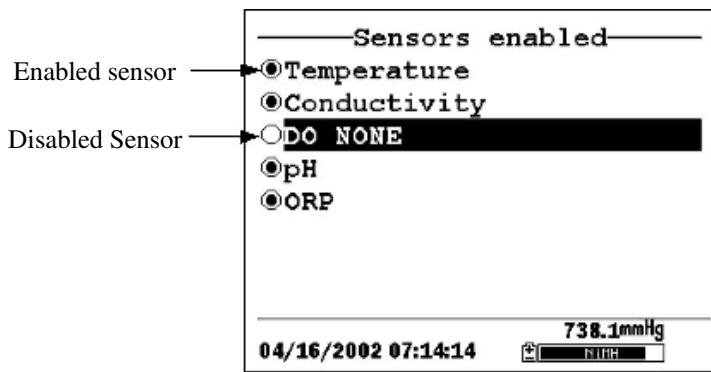 Sensors enabled
Enabled sensor
Temperature
Conductivity
Disabled Sensor
DO NONE
pH
ORP
738.1mmHg
04/16/2002 07:14:14
NiMH